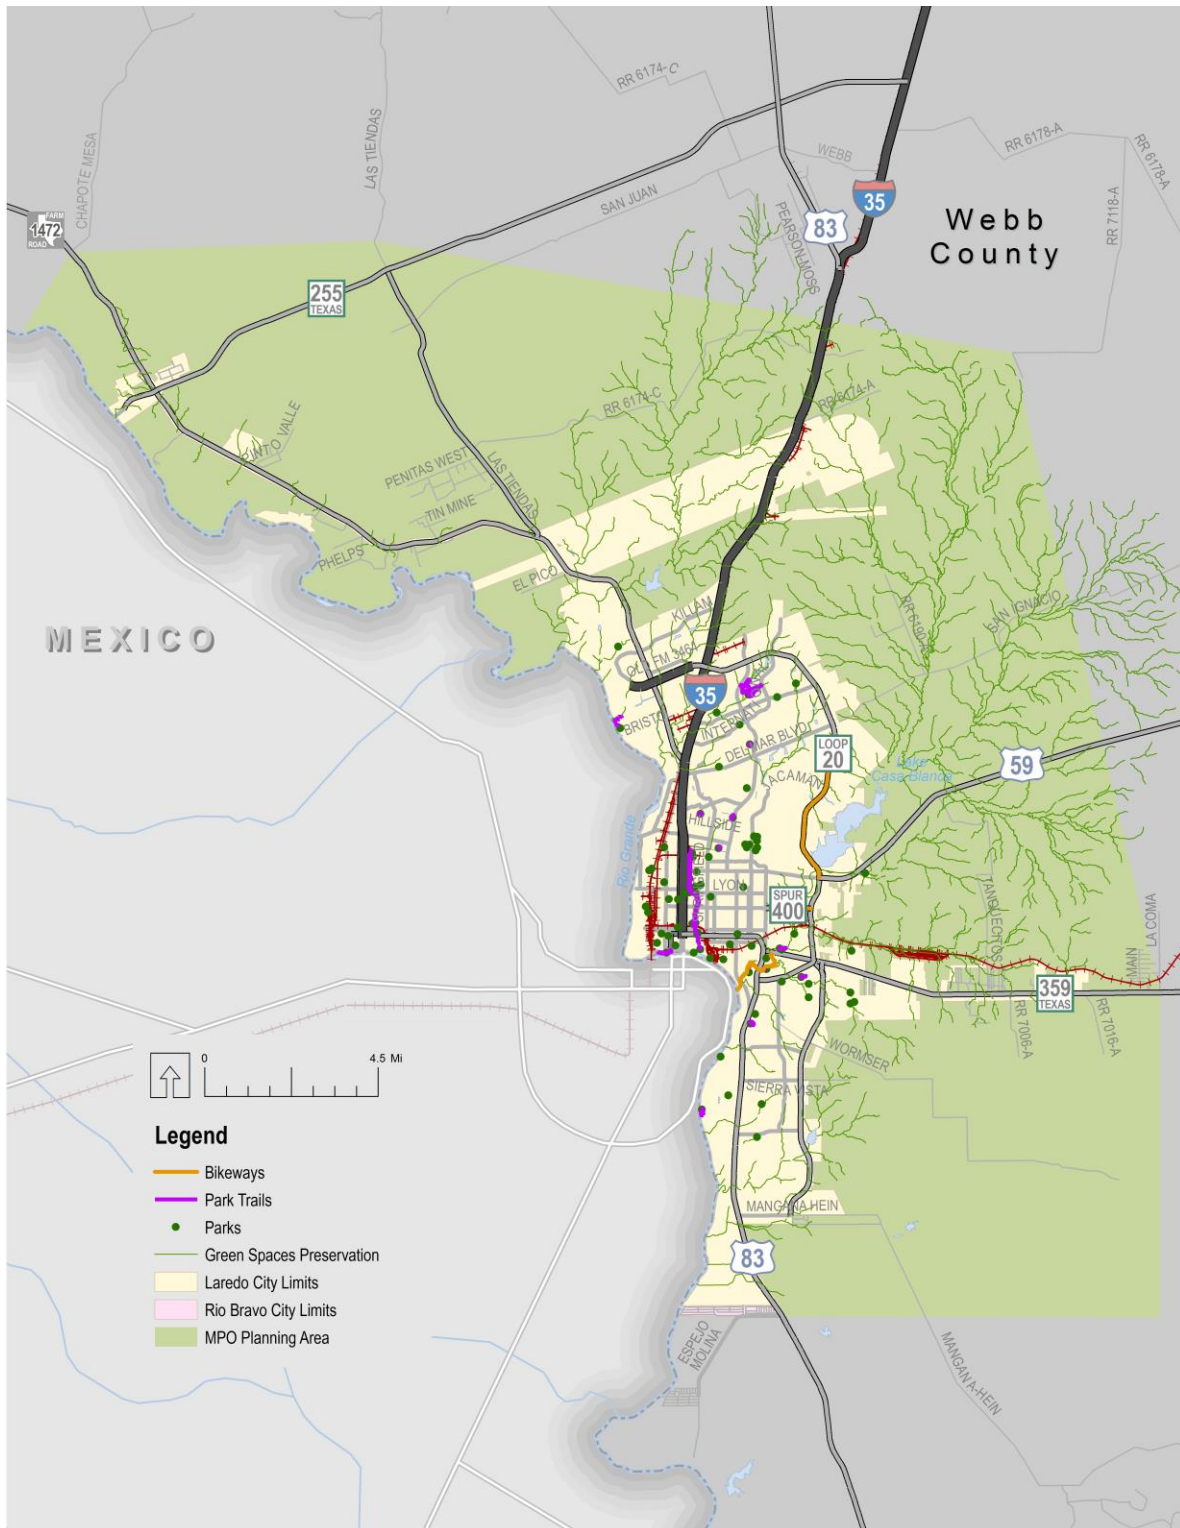 RR 6174-C
CHAPOTE MESA
LAS TIENDAS
WEBB
RR 6178-A
RR 6178-A
RR 7118-A
SAN JUAN
PEARSON-MOSS
FARM
1472
ROAD
83
35
Webb
County
255
TEXAS
RR 6174-C
RR 6174-A
PINTO VALLE
PENITAS WEST
LAS TIENDAS
TIN MINE
PHELPS
EL PICO
KILLAM
SAN IGNACIO
MEXICO
35
BRISTO
INTERNATI
DELMAR BLVD
LOOP
20
Lake
Casa Blanca
59
ACAMAN
HILLSIDE
Rio Grande
LYON
SPUR
400
TANQUECITOS
LA COMA
MAIN
359
TEXAS
RR 7006-A
RR 7016-A
WORMSER
SIERRA VISTA
0
4.5 Mi
Legend
Bikeways
Park Trails
Parks
Green Spaces Preservation
Laredo City Limits
Rio Bravo City Limits
MPO Planning Area
MANGANA HEIN
83
ESPEJO
MOLINA
MANGANA-HEIN